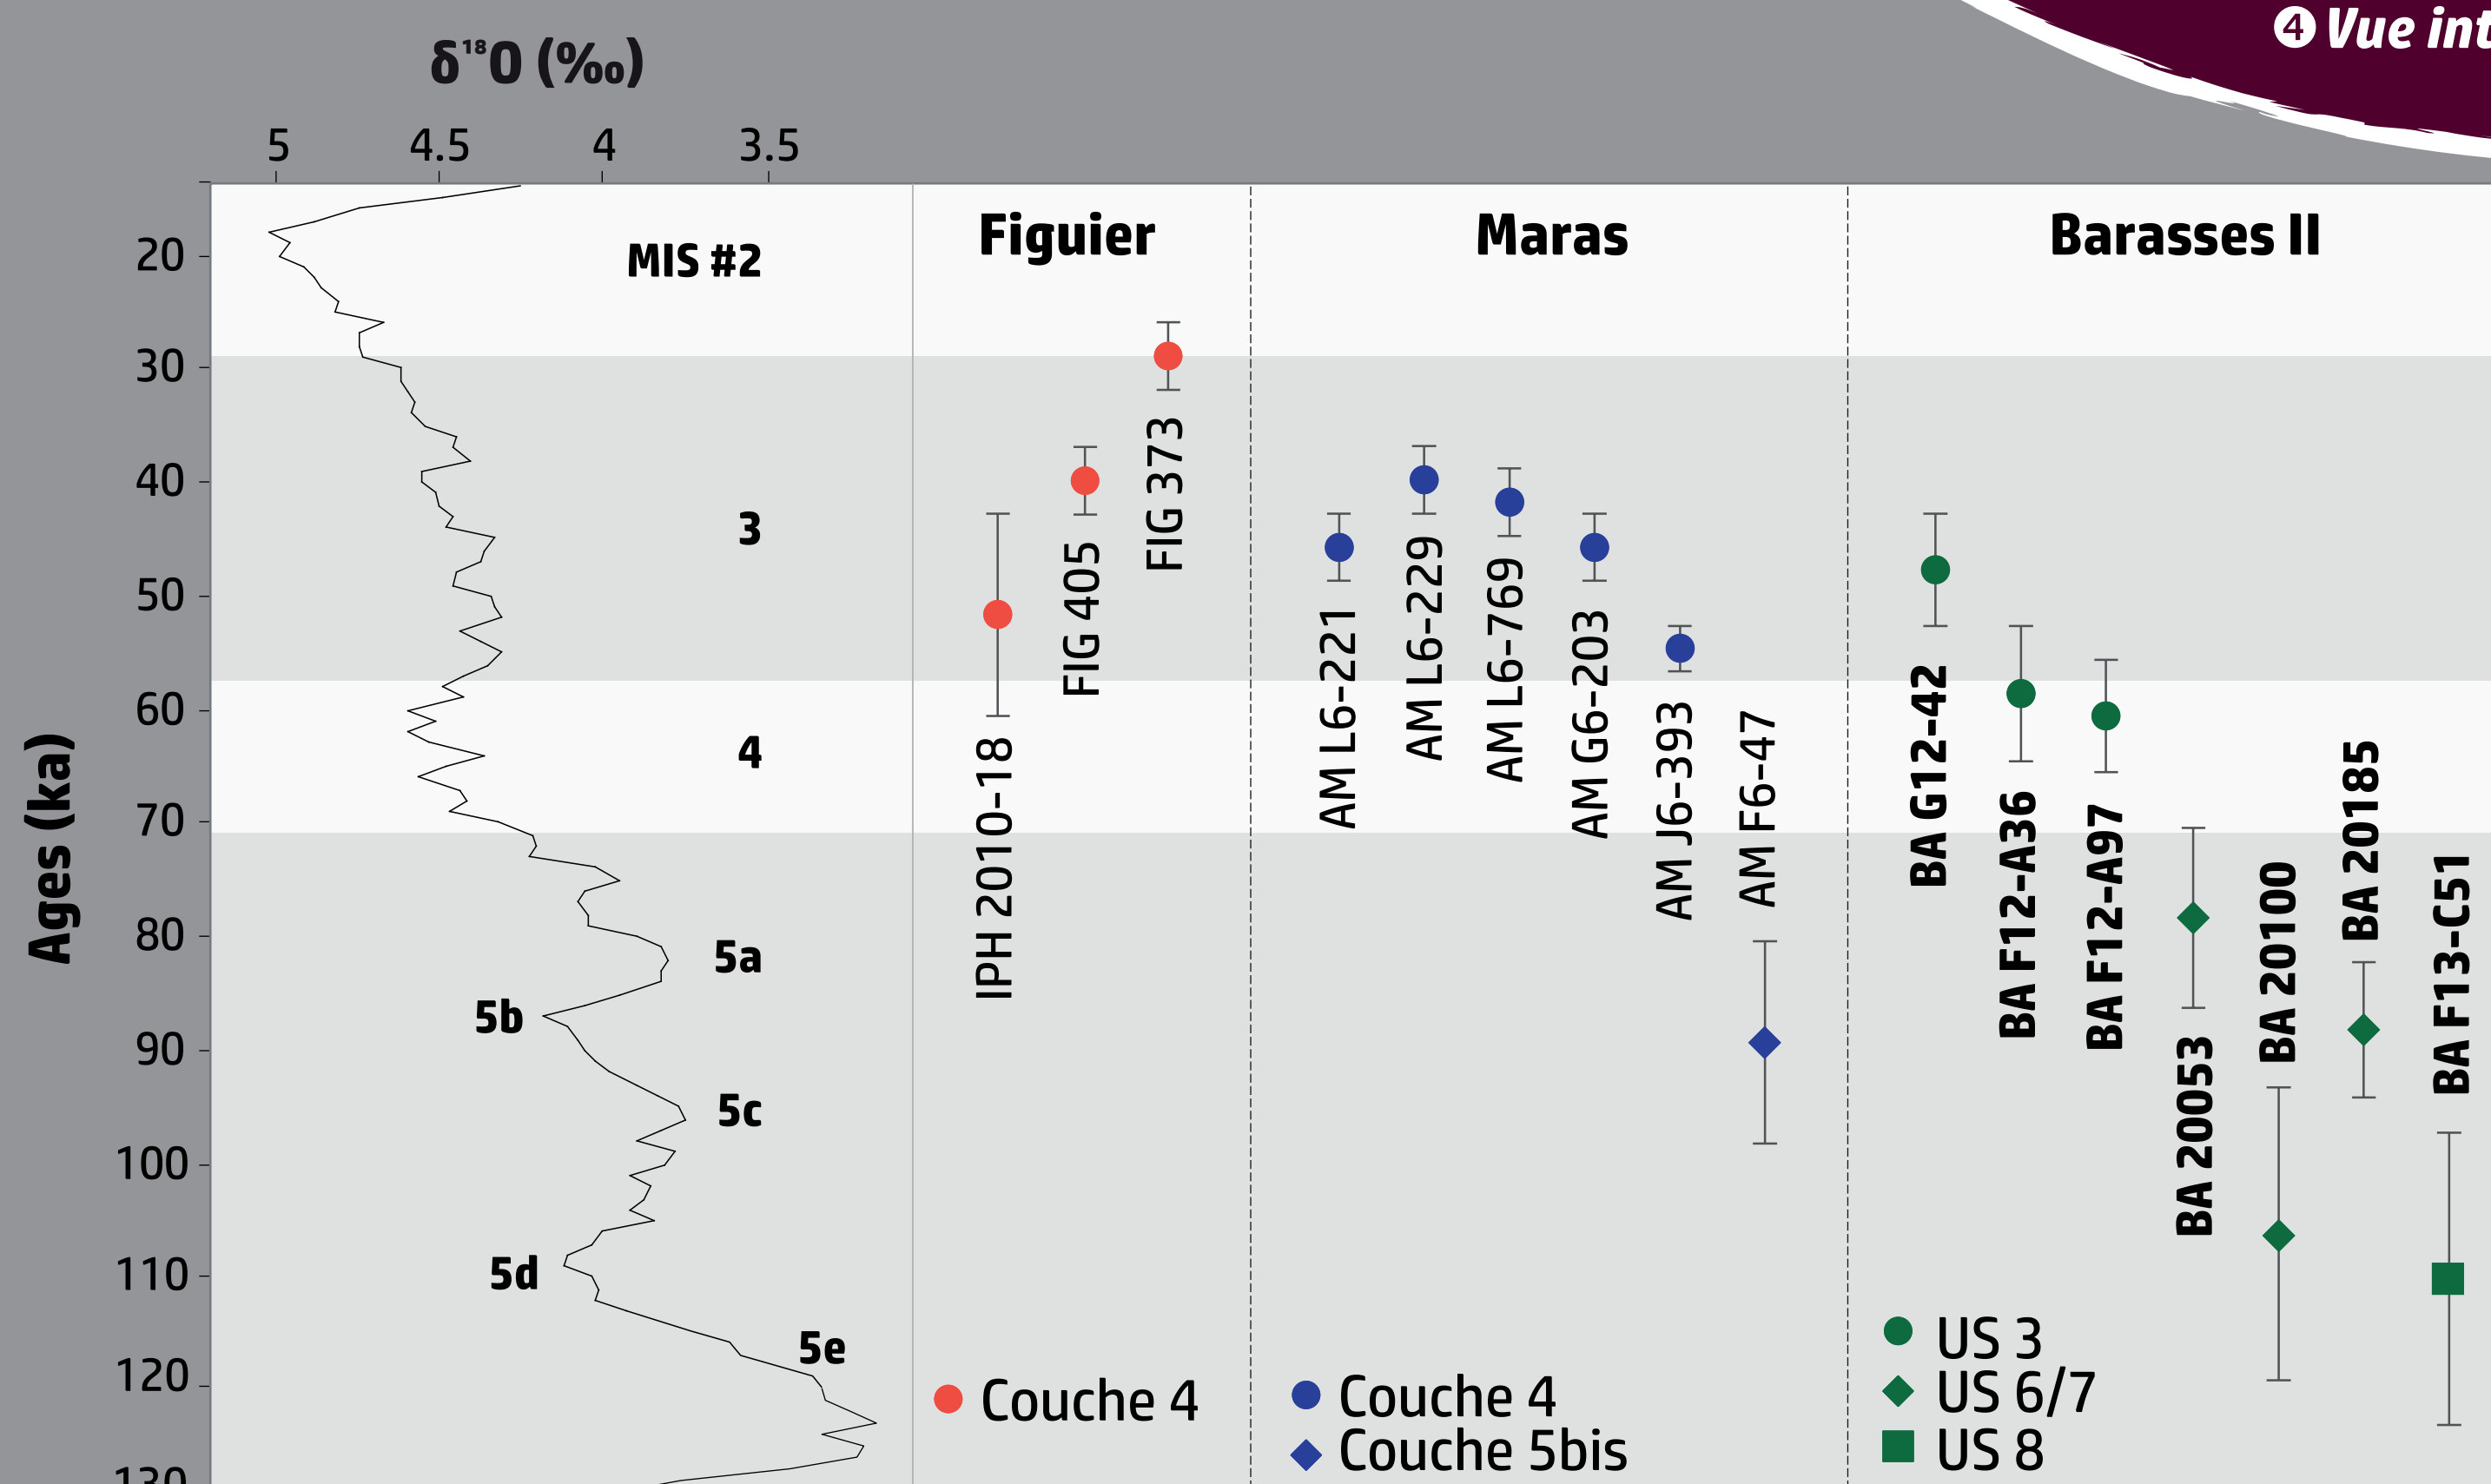 4 Vue int
δ¹⁸O (‰)
5 4.5 4 3.5
Figuier Maras Barasses II
Ages (ka)
20
30
40
50
60
70
80
90
100
110
120
130
MIS #2
3
4
5a
5b
5c
5d
5e
IPH 2010-18
FIG 405
FIG 373
AM L6-221
AM L6-229
AM L6-769
AM G6-203
AM J6-393
AM F6-47
BA G12-42
BA F12-A36
BA F12-A97
BA 20053
BA 20100
BA 20185
BA F13-C51
Couche 4
Couche 4
Couche 5bis
US 3
US 6/7
US 8